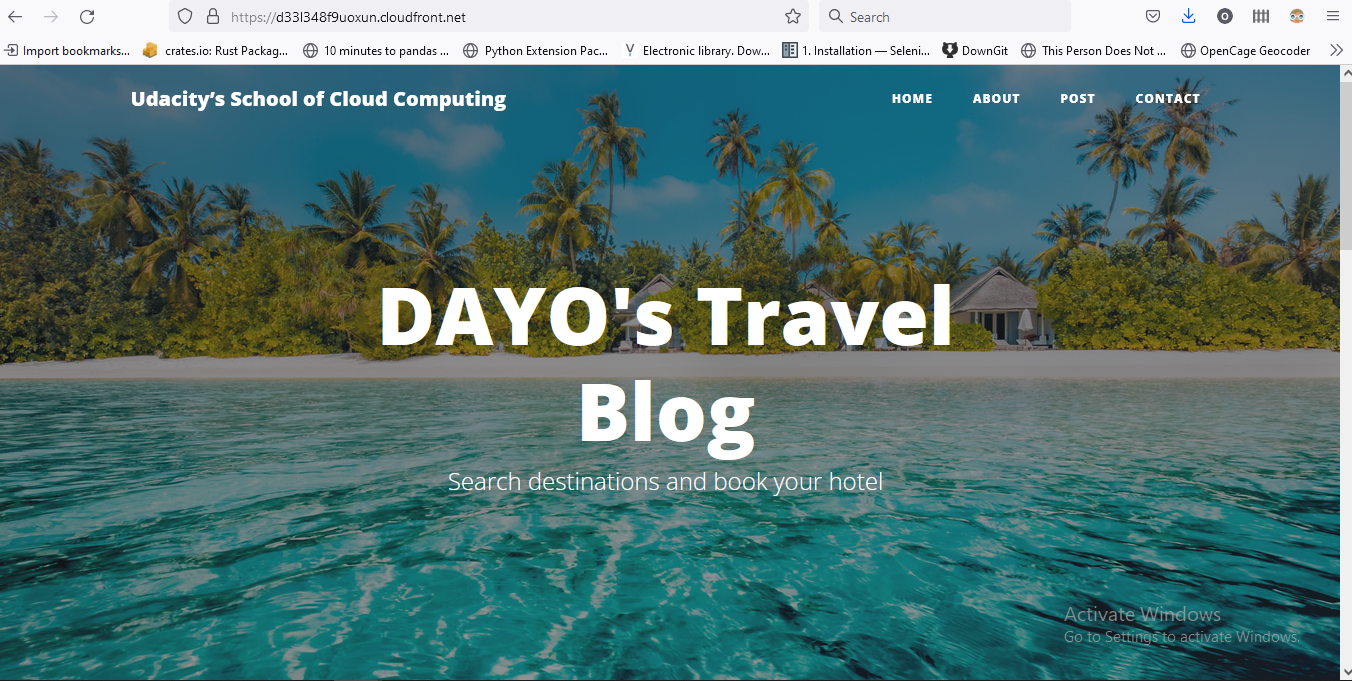 https://d33l348f9uoxun.cloudfront.net
Search
Import bookmarks...
crates.io: Rust Packag...
10 minutes to pandas ...
Python Extension Pac...
Electronic library. Dow...
1. Installation — Seleni...
DownGit
This Person Does Not ...
OpenCage Geocoder
Udacity’s School of Cloud Computing
HOME
ABOUT
POST
CONTACT
DAYO's Travel
Blog
Search destinations and book your hotel
Activate Windows
Go to Settings to activate Windows.